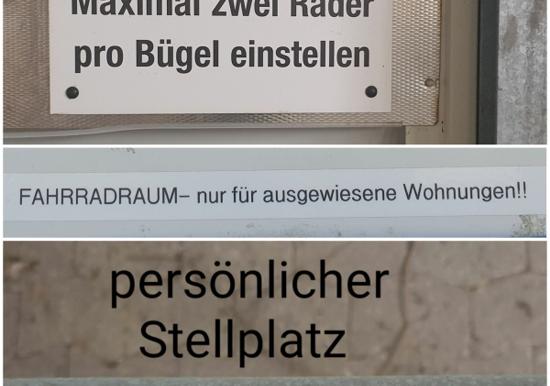 Maximal zwei Räder
pro Bügel einstellen
FAHRRADRAUM– nur für ausgewiesene Wohnungen!!
persönlicher
Stellplatz